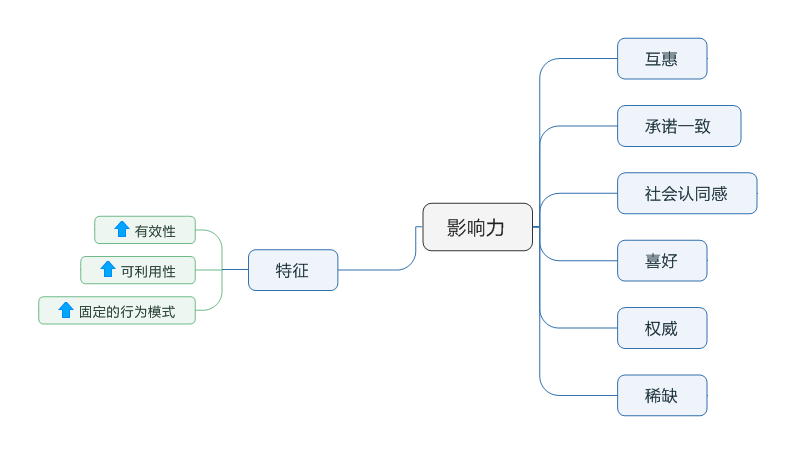 影响力
互惠
承诺一致
社会认同感
喜好
权威
稀缺
特征
有效性
可利用性
固定的行为模式